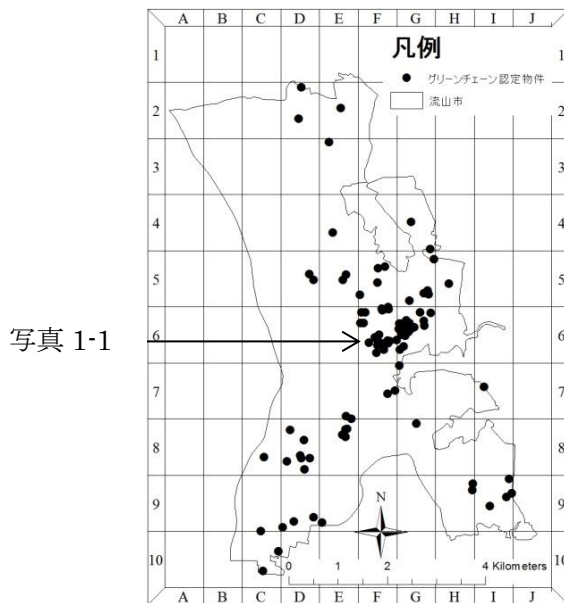 A B C D E F G H I J
凡例
グリーンチェーン認定物件
流山市
1 1
2 2
3 3
4 4
5 5
写真 1-1
6 6
7 7
8 8
9 9
N
10 10
0 1 2 4 Kilometers
A B C D E F G H I J